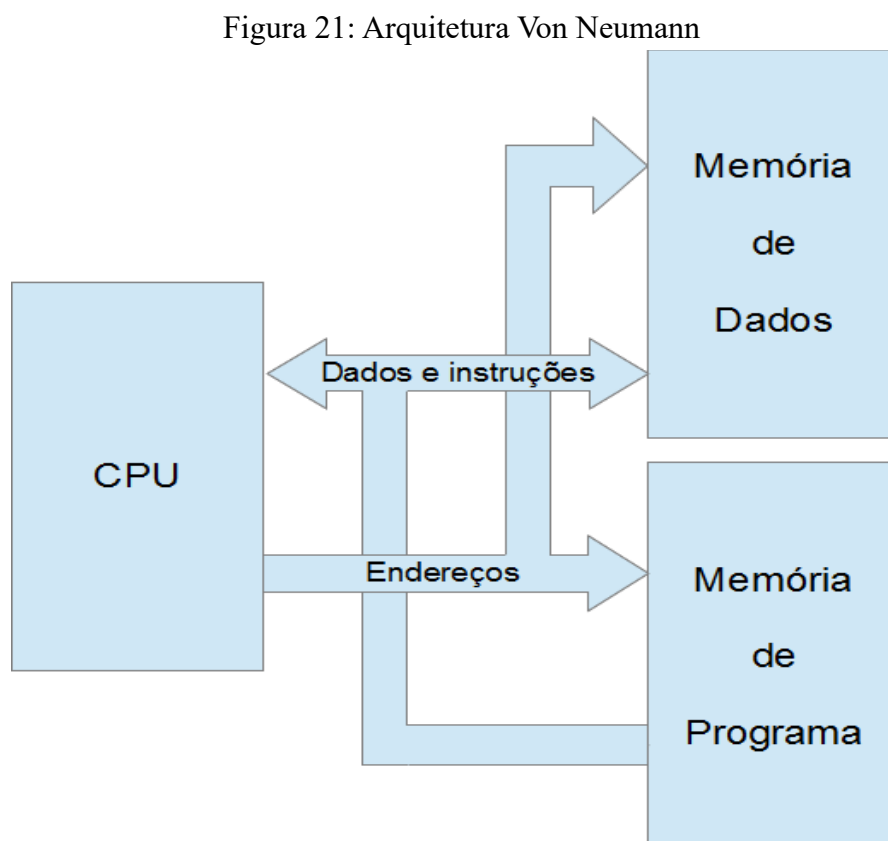 Figura 21: Arquitetura Von Neumann
Memória
de
Dados
Dados e instruções
CPU
Endereços
Memória
de
Programa